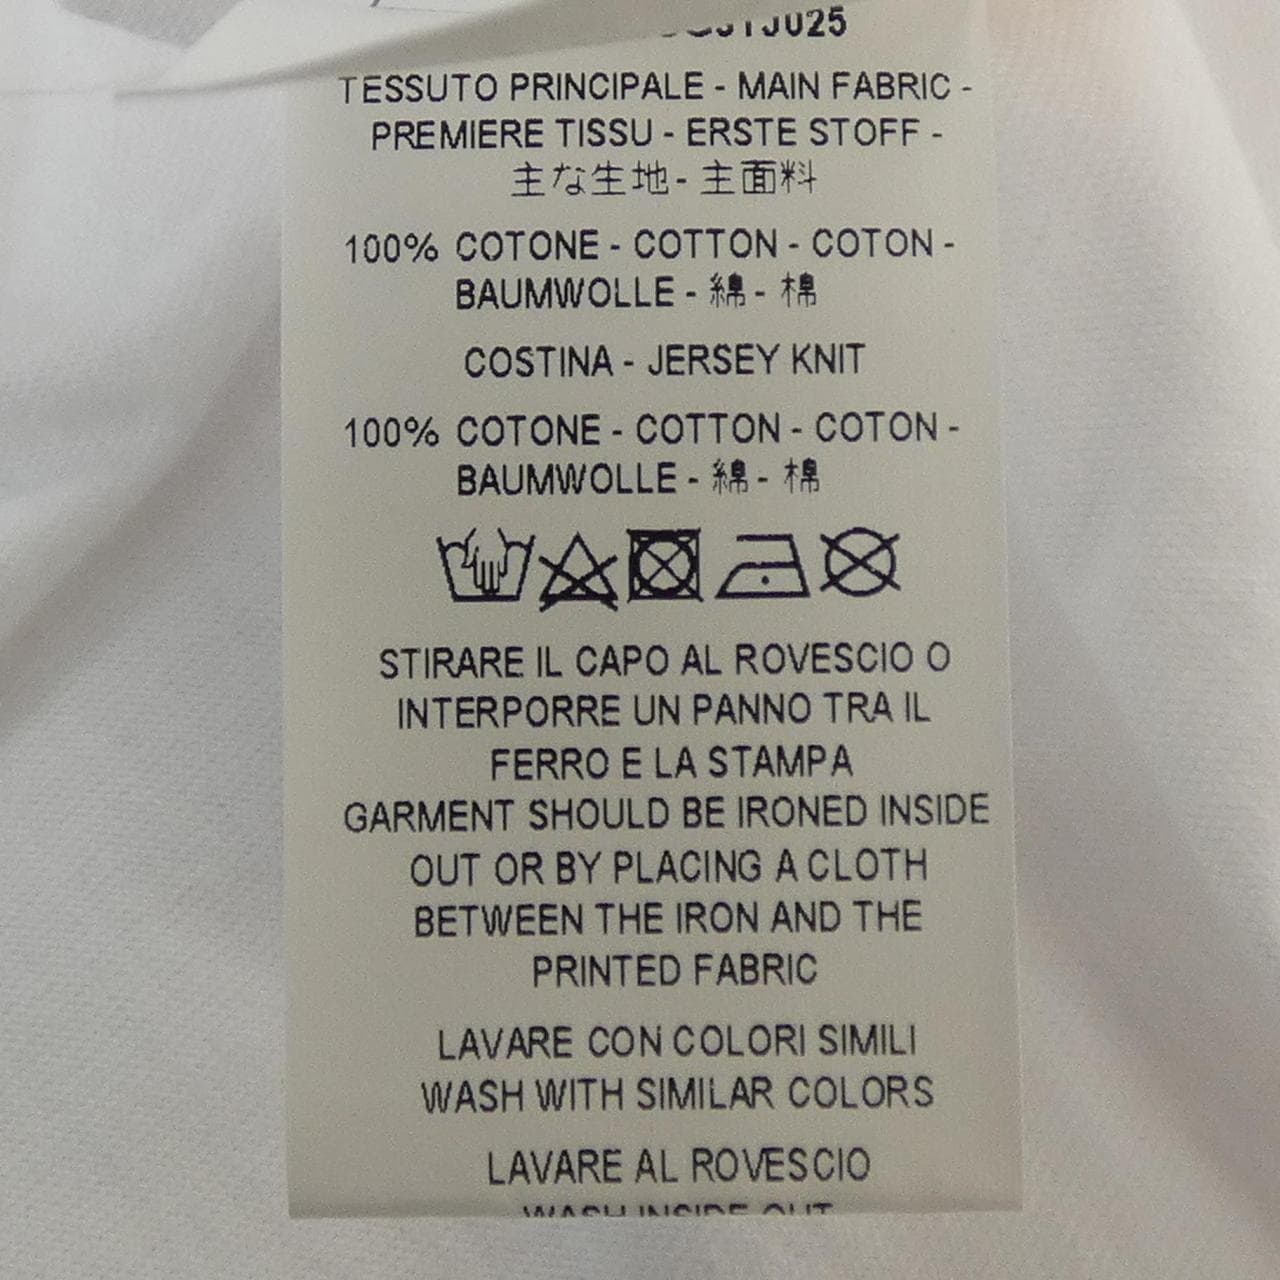 TESSUTO PRINCIPALE - MAIN FABRIC -
PREMIERE TISSU - ERSTE STOFF -
主な生地 - 主面料
100% COTONE - COTTON - COTON -
BAUMWOLLE - 綿 - 棉
COSTINA - JERSEY KNIT
100% COTONE - COTTON - COTON -
BAUMWOLLE - 綿 - 棉
STIRARE IL CAPO AL ROVESCIO O
INTERPORRE UN PANNO TRA IL
FERRO E LA STAMPA
GARMENT SHOULD BE IRONED INSIDE
OUT OR BY PLACING A CLOTH
BETWEEN THE IRON AND THE
PRINTED FABRIC
LAVARE CON COLORI SIMILI
WASH WITH SIMILAR COLORS
LAVARE AL ROVESCIO
WASH INSIDE OUT